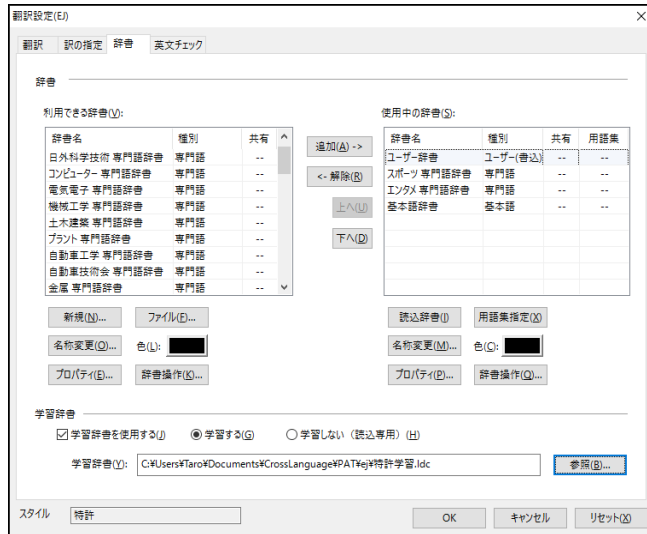 翻訳設定(EJ)
翻訳 訳の指定 辞書 英文チェック
辞書
利用できる辞書(V):
辞書名 種別 共有
日外科学技術 専門語辞書 専門語 --
コンピューター 専門語辞書 専門語 --
電気電子 専門語辞書 専門語 --
機械工学 専門語辞書 専門語 --
土木建築 専門語辞書 専門語 --
プラント 専門語辞書 専門語 --
自動車工学 専門語辞書 専門語 --
自動車技術会 専門語辞書 専門語 --
金属 専門語辞書 専門語 --
追加(A) ->
<- 解除(R)
上へ(U)
下へ(D)
使用中の辞書(S):
辞書名 種別 共有 用語集
ユーザー辞書 ユーザー(書込) -- --
スポーツ 専門語辞書 専門語 -- --
エンタメ 専門語辞書 専門語 -- --
基本語辞書 基本語 -- --
新規(N)... ファイル(F)...
名称変更(O)... 色(L):
プロパティ(E)... 辞書操作(K)...
読込辞書(I) 用語集指定(X)
名称変更(M)... 色(C):
プロパティ(P)... 辞書操作(Q)...
学習辞書
学習辞書を使用する(J) 学習する(G) 学習しない（読込専用）(H)
学習辞書(Y): C:¥Users¥Taro¥Documents¥CrossLanguage¥PAT¥ej¥特許学習.ldc 参照(B)...
スタイル 特許 OK キャンセル リセット(X)